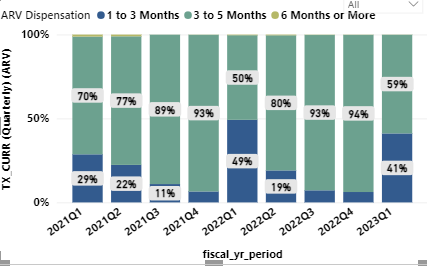 All
ARV Dispensation 1 to 3 Months 3 to 5 Months 6 Months or More
TX_CURR (Quarterly) (ARV)
100%
50%
0%
70%
77%
89%
93%
50%
80%
93%
94%
59%
29%
22%
11%
49%
19%
41%
2021Q1
2021Q2
2021Q3
2021Q4
2022Q1
2022Q2
2022Q3
2022Q4
2023Q1
fiscal_yr_period